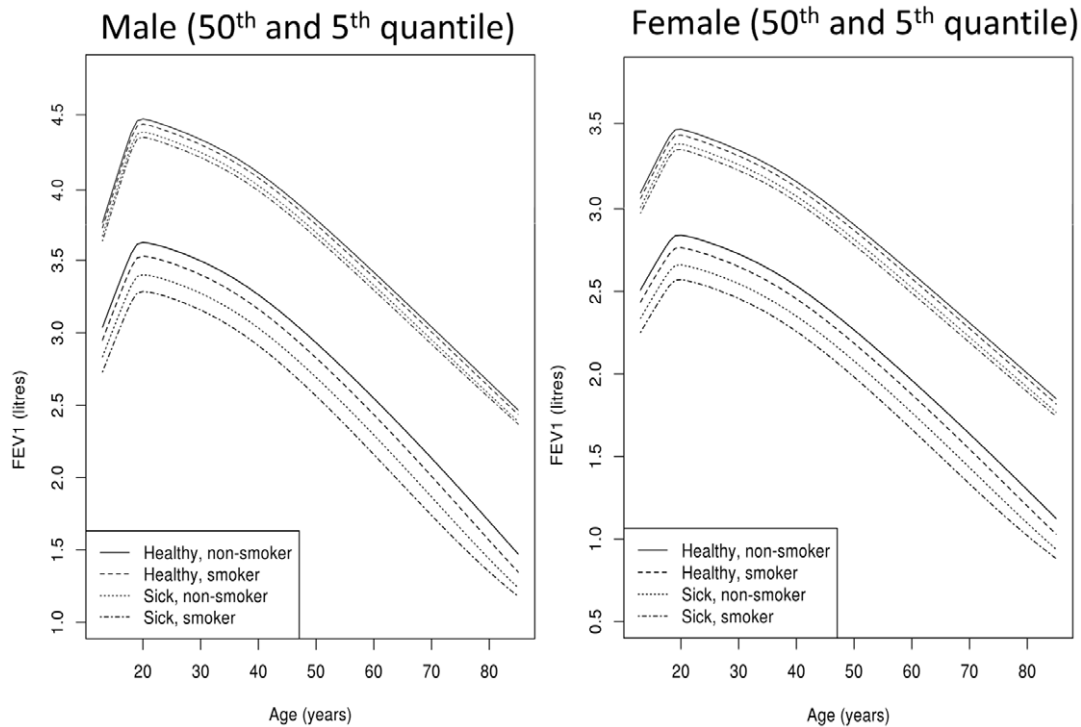 Male (50th and 5th quantile)
4.5
4.0
3.5
3.0
2.5
2.0
1.5
1.0
FEV1 (litres)
Healthy, non-smoker
Healthy, smoker
Sick, non-smoker
Sick, smoker
20 30 40 50 60 70 80
Age (years)
Female (50th and 5th quantile)
3.5
3.0
2.5
2.0
1.5
1.0
0.5
FEV1 (litres)
Healthy, non-smoker
Healthy, smoker
Sick, non-smoker
Sick, smoker
20 30 40 50 60 70 80
Age (years)